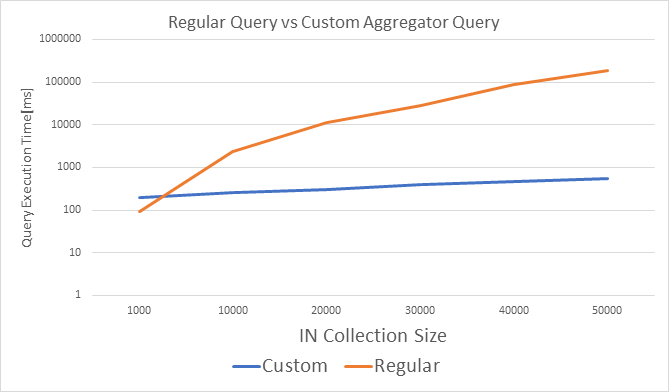 Regular Query vs Custom Aggregator Query
1000000
100000
10000
1000
100
10
1
Query Execution Time[ms]
1000 10000 20000 30000 40000 50000
IN Collection Size
Custom Regular